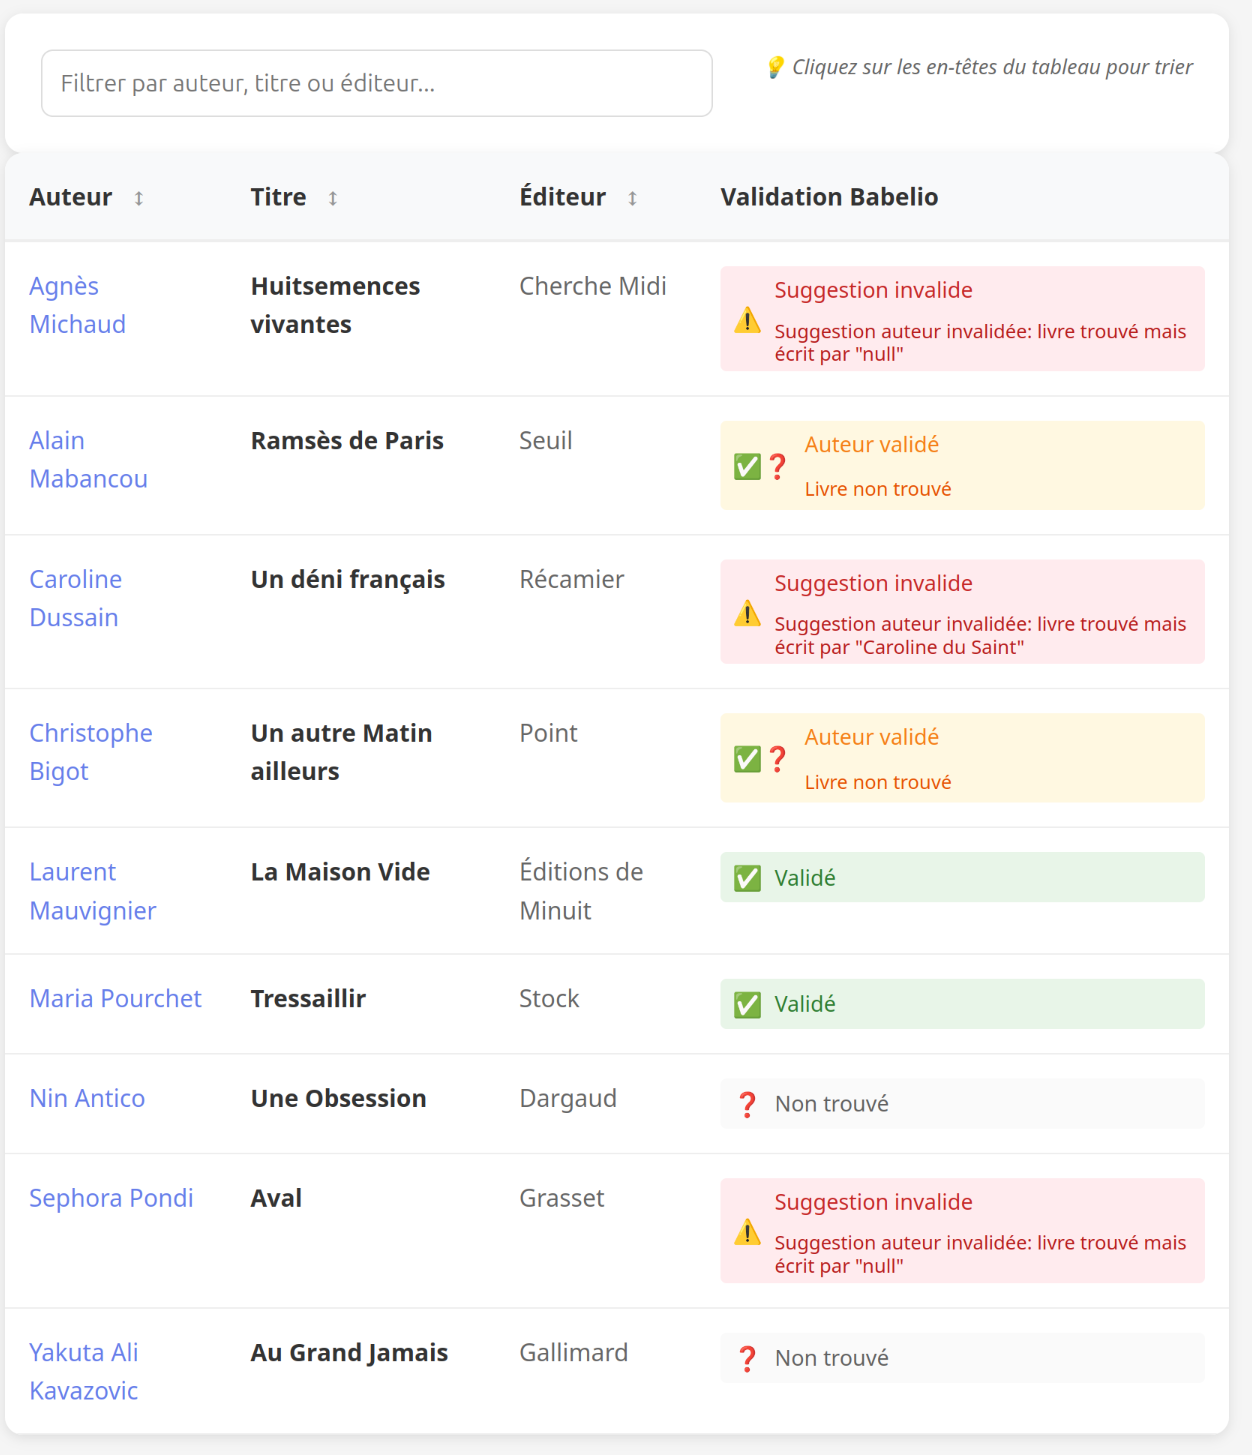 Filtrer par auteur, titre ou éditeur...
💡 Cliquez sur les en-têtes du tableau pour trier
Auteur ↕ Titre ↕ Éditeur ↕ Validation Babelio
Agnès
Michaud
Huitsemences
vivantes
Cherche Midi
⚠️ Suggestion invalide
Suggestion auteur invalidée: livre trouvé mais
écrit par "null"
Alain
Mabancou
Ramsès de Paris
Seuil
✅❓ Auteur validé
Livre non trouvé
Caroline
Dussain
Un déni français
Récamier
⚠️ Suggestion invalide
Suggestion auteur invalidée: livre trouvé mais
écrit par "Caroline du Saint"
Christophe
Bigot
Un autre Matin
ailleurs
Point
✅❓ Auteur validé
Livre non trouvé
Laurent
Mauvignier
La Maison Vide
Éditions de
Minuit
✅ Validé
Maria Pourchet
Tressaillir
Stock
✅ Validé
Nin Antico
Une Obsession
Dargaud
❓ Non trouvé
Sephora Pondi
Aval
Grasset
⚠️ Suggestion invalide
Suggestion auteur invalidée: livre trouvé mais
écrit par "null"
Yakuta Ali
Kavazovic
Au Grand Jamais
Gallimard
❓ Non trouvé